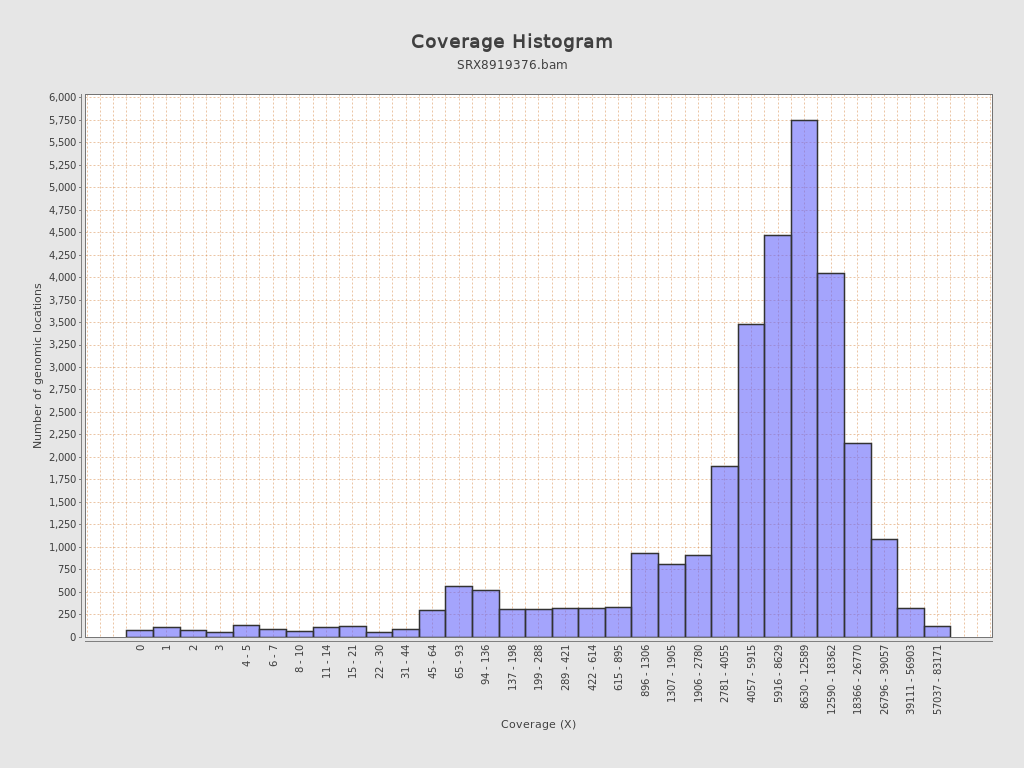 Coverage Histogram
SRX8919376.bam
6,000
5,750
5,500
5,250
5,000
4,750
4,500
4,250
4,000
3,750
3,500
3,250
3,000
2,750
2,500
2,250
2,000
1,750
1,500
1,250
1,000
750
500
250
0
Number of genomic locations
0
1
2
3
4 - 5
6 - 7
8 - 10
11 - 14
15 - 21
22 - 30
31 - 44
45 - 64
65 - 93
94 - 136
137 - 198
199 - 288
289 - 421
422 - 614
615 - 895
896 - 1306
1307 - 1905
1906 - 2780
2781 - 4055
4057 - 5915
5916 - 8629
8630 - 12589
12590 - 18362
18366 - 26770
26796 - 39057
39111 - 56903
57037 - 83171
Coverage (X)